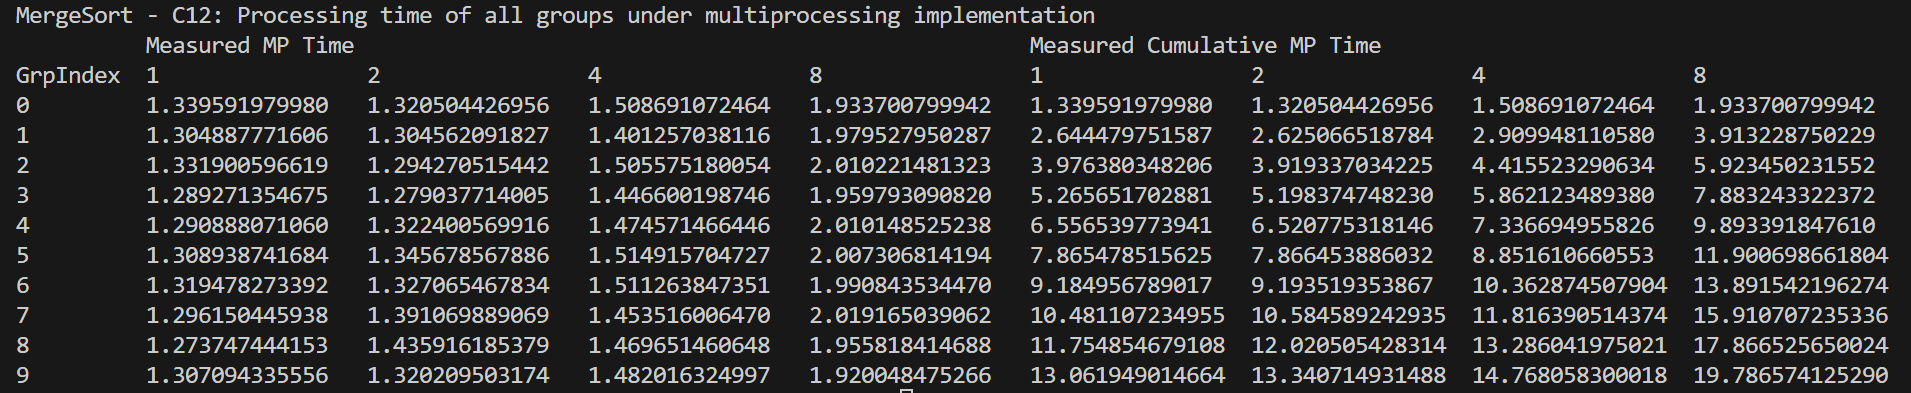 MergeSort - C12: Processing time of all groups under multiprocessing implementation
Measured MP Time Measured Cumulative MP Time
GrpIndex 1 2 4 8 1 2 4 8
0 1.339591979980 1.320504426956 1.508691072464 1.933700799942 1.339591979980 1.320504426956 1.508691072464 1.933700799942
1 1.304887771606 1.304562091827 1.401257038116 1.979527950287 2.644479751587 2.625066518784 2.909948110580 3.913228750229
2 1.331900596619 1.294270515442 1.505575180054 2.010221481323 3.976380348206 3.919337034225 4.415523290634 5.923450231552
3 1.289271354675 1.279037714005 1.446600198746 1.959793090820 5.265651702881 5.198374748230 5.862123489380 7.883243322372
4 1.290888071060 1.322400569916 1.474571466446 2.010148525238 6.556539773941 6.520775318146 7.336694955826 9.893391847610
5 1.308938741684 1.345678567886 1.514915704727 2.007306814194 7.865478515625 7.866453886032 8.851610660553 11.900698661804
6 1.319478273392 1.327065467834 1.511263847351 1.990843534470 9.184956789017 9.193519353867 10.362874507904 13.891542196274
7 1.296150445938 1.391069889069 1.453516006470 2.019165039062 10.481107234955 10.584589242935 11.816390514374 15.910707235336
8 1.273747444153 1.435916185379 1.469651460648 1.955818414688 11.754854679108 12.020505428314 13.286041975021 17.866525650024
9 1.307094335556 1.320209503174 1.482016324997 1.920048475266 13.061949014664 13.340714931488 14.768058300018 19.786574125290